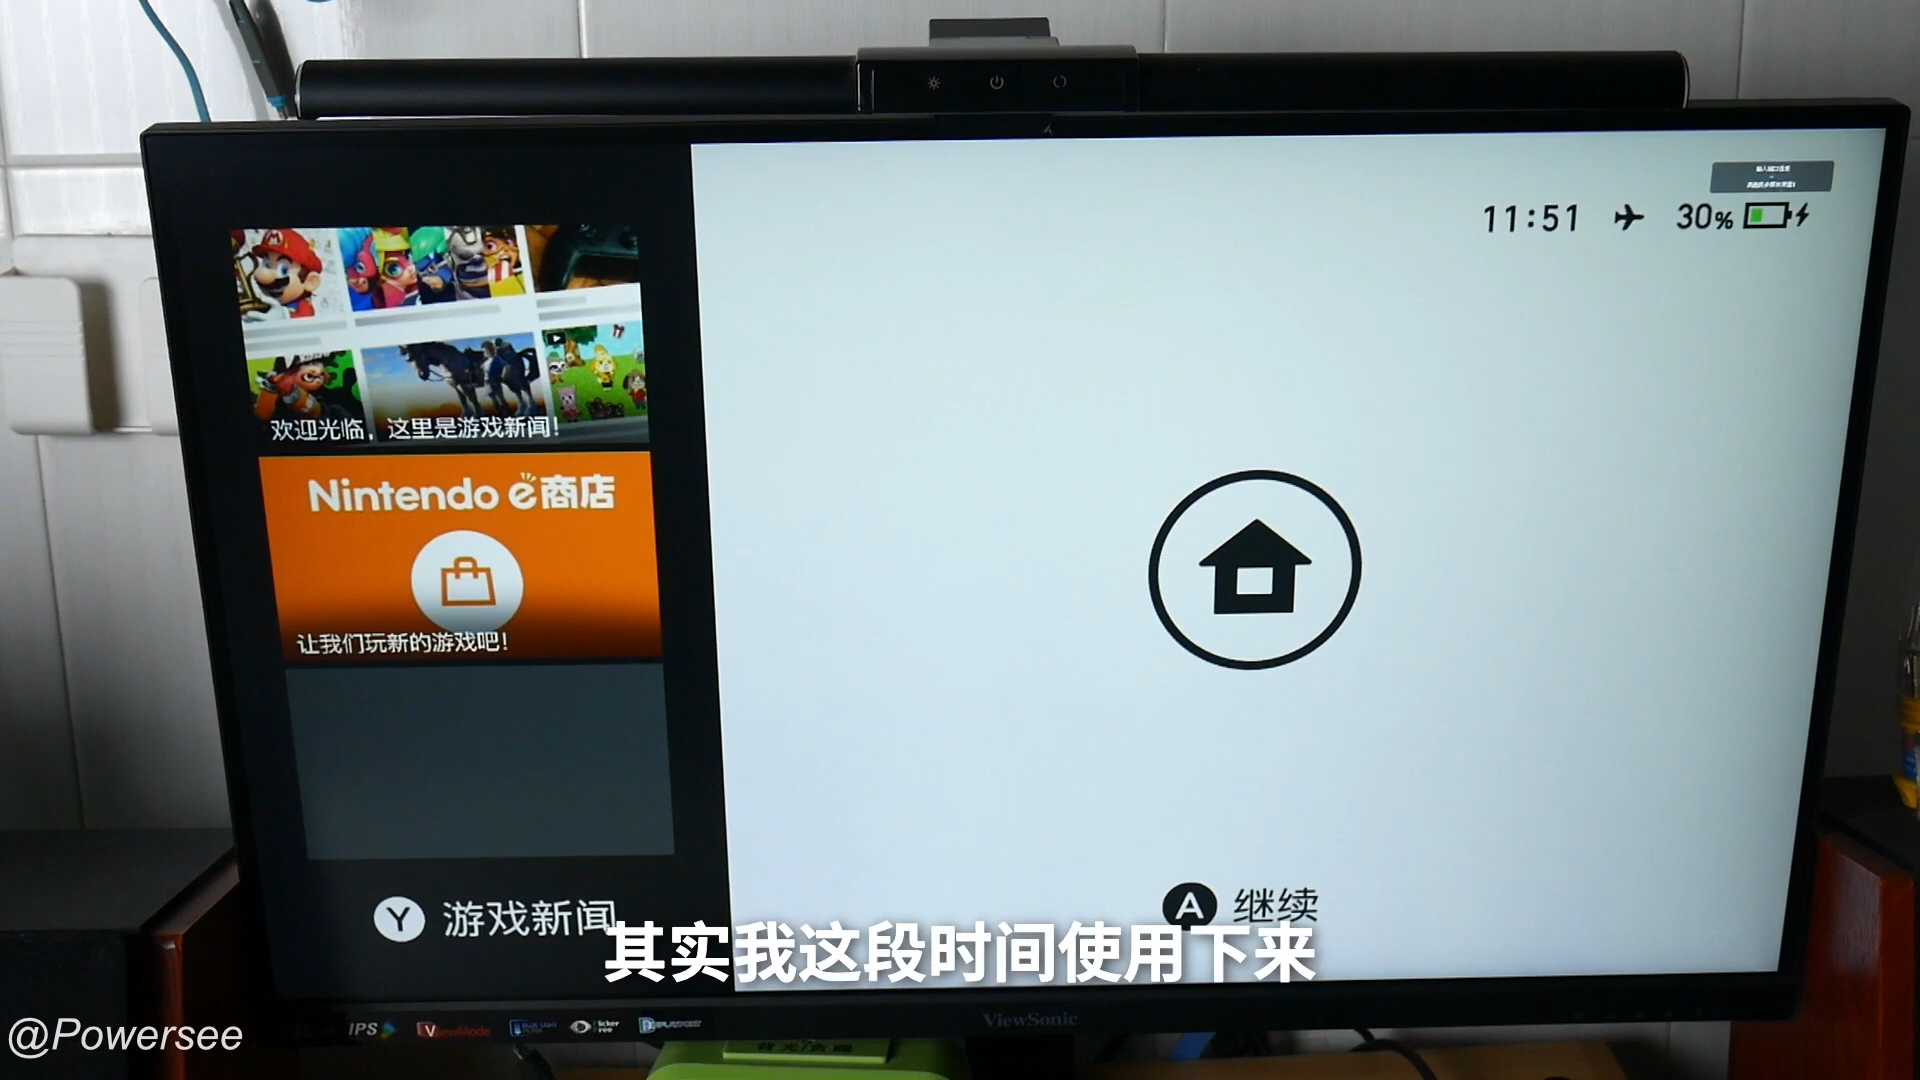 11:51 30%
欢迎光临，这里是游戏新闻！
Nintendo e商店
让我们玩新的游戏吧！
Y 游戏新闻
A 继续
其实我这段时间使用下来
IPS ViewMode
ViewSonic
@Powersee